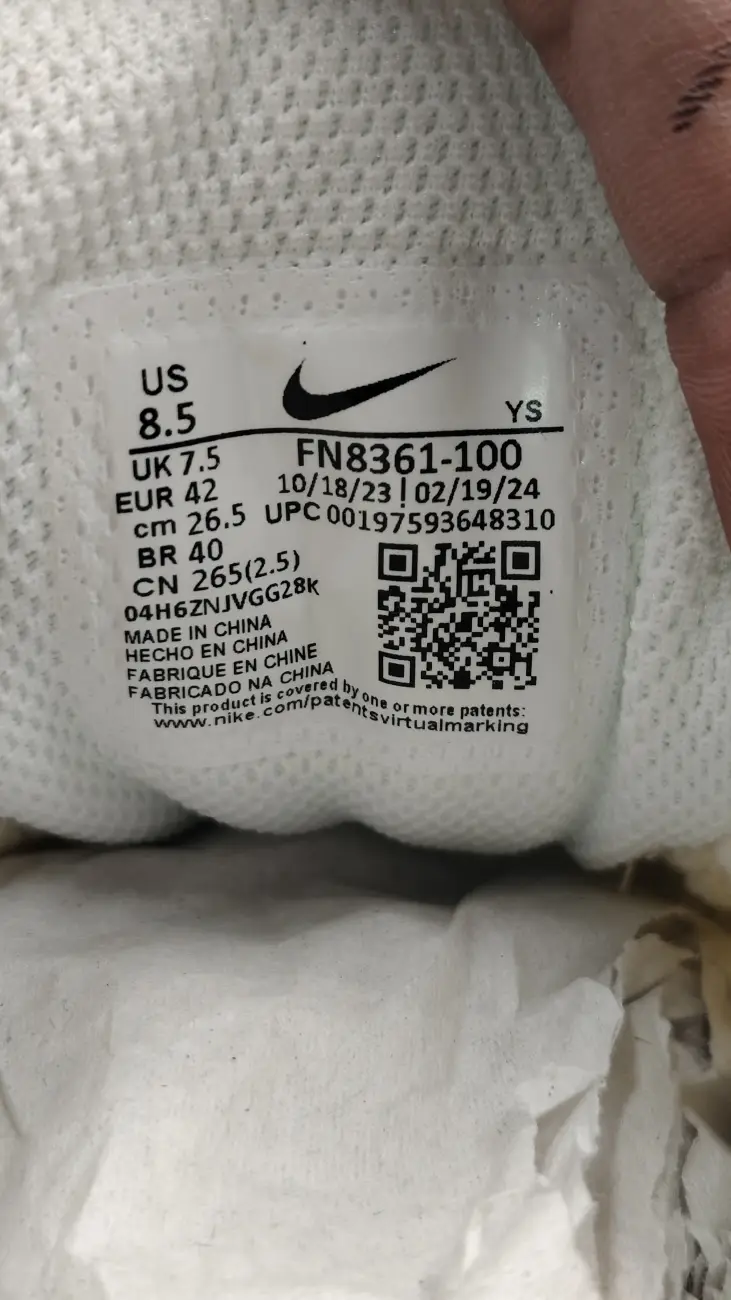 US
8.5
YS
UK 7.5
EUR 42
cm 26.5
BR 40
CN 265(2.5)
FN8361-100
10/18/23 | 02/19/24
UPC 00197593648310
04H6ZNJVGG28K
MADE IN CHINA
HECHO EN CHINA
FABRIQUE EN CHINE
FABRICADO NA CHINA
This product is covered by one or more patents:
www.nike.com/patentsvirtualmarking